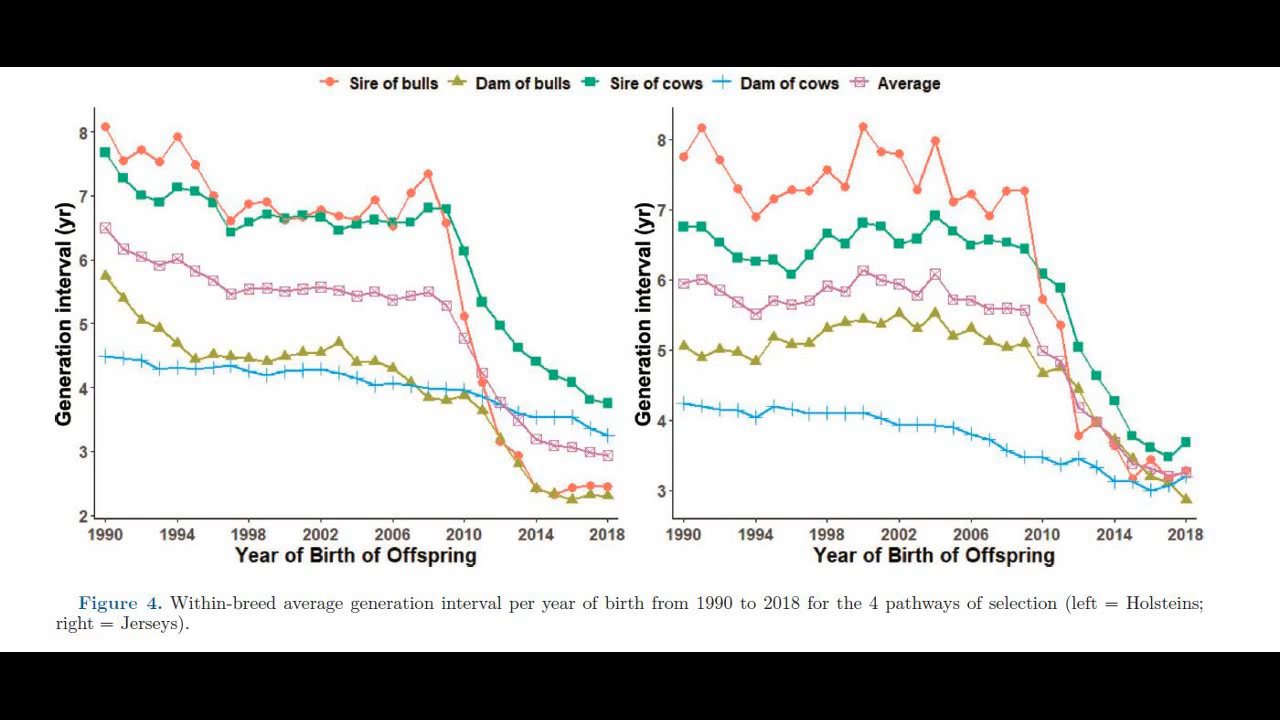 Sire of bulls Dam of bulls Sire of cows Dam of cows Average
Generation interval (yr)
8
7
6
5
4
3
2
1990 1994 1998 2002 2006 2010 2014 2018
Year of Birth of Offspring
Generation interval (yr)
8
7
6
5
4
3
1990 1994 1998 2002 2006 2010 2014 2018
Year of Birth of Offspring
Figure 4. Within-breed average generation interval per year of birth from 1990 to 2018 for the 4 pathways of selection (left = Holsteins;
right = Jerseys).